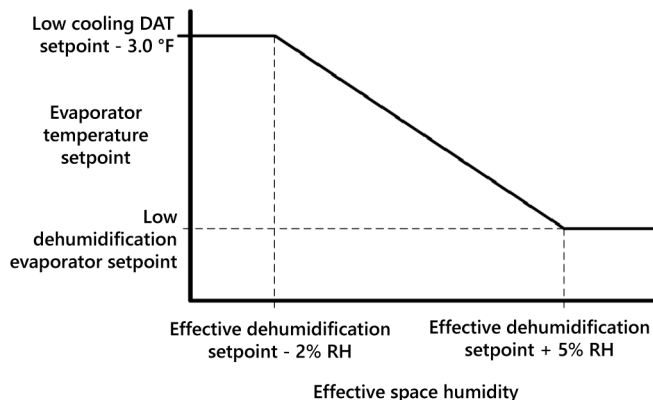 Low cooling DAT
setpoint - 3.0 °F
Evaporator
temperature
setpoint
Low
dehumidification
evaporator setpoint
Effective dehumidification
setpoint - 2% RH
Effective dehumidification
setpoint + 5% RH
Effective space humidity